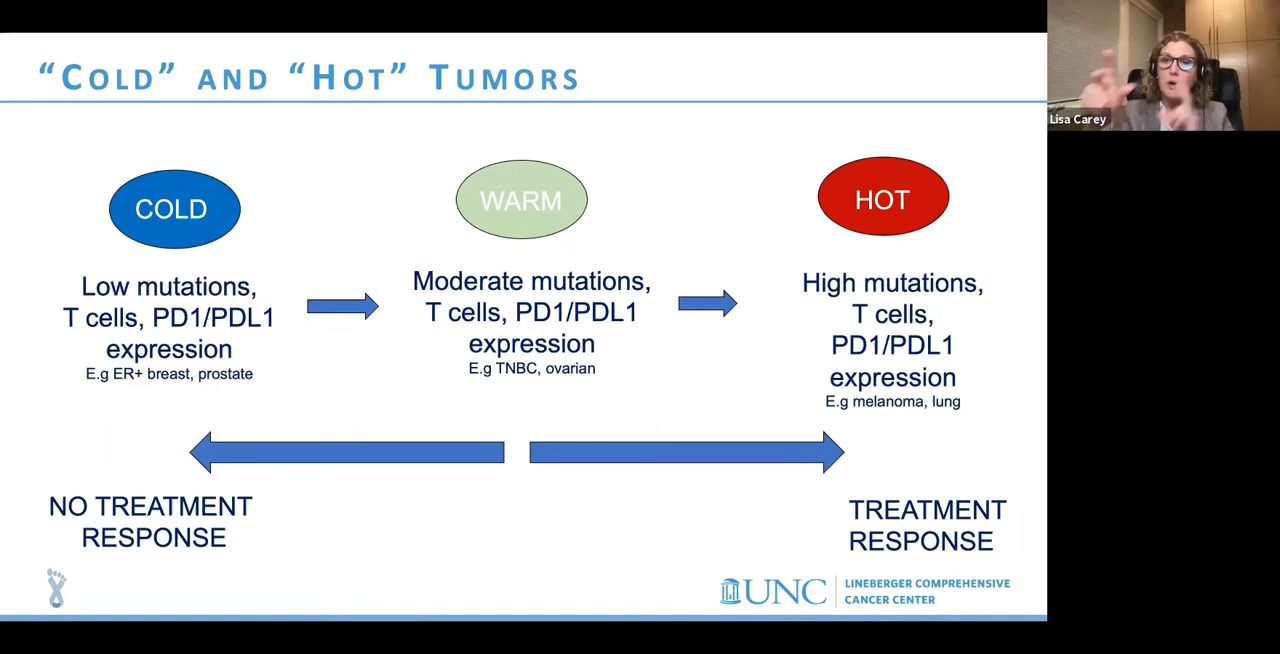 “COLD” AND “HOT” TUMORS
Lisa Carey
COLD
WARM
HOT
Low mutations,
T cells, PD1/PDL1
expression
E.g ER+ breast, prostate
Moderate mutations,
T cells, PD1/PDL1
expression
E.g TNBC, ovarian
High mutations,
T cells,
PD1/PDL1
expression
E.g melanoma, lung
NO TREATMENT
RESPONSE
TREATMENT
RESPONSE
UNC
LINEBERGER COMPREHENSIVE
CANCER CENTER